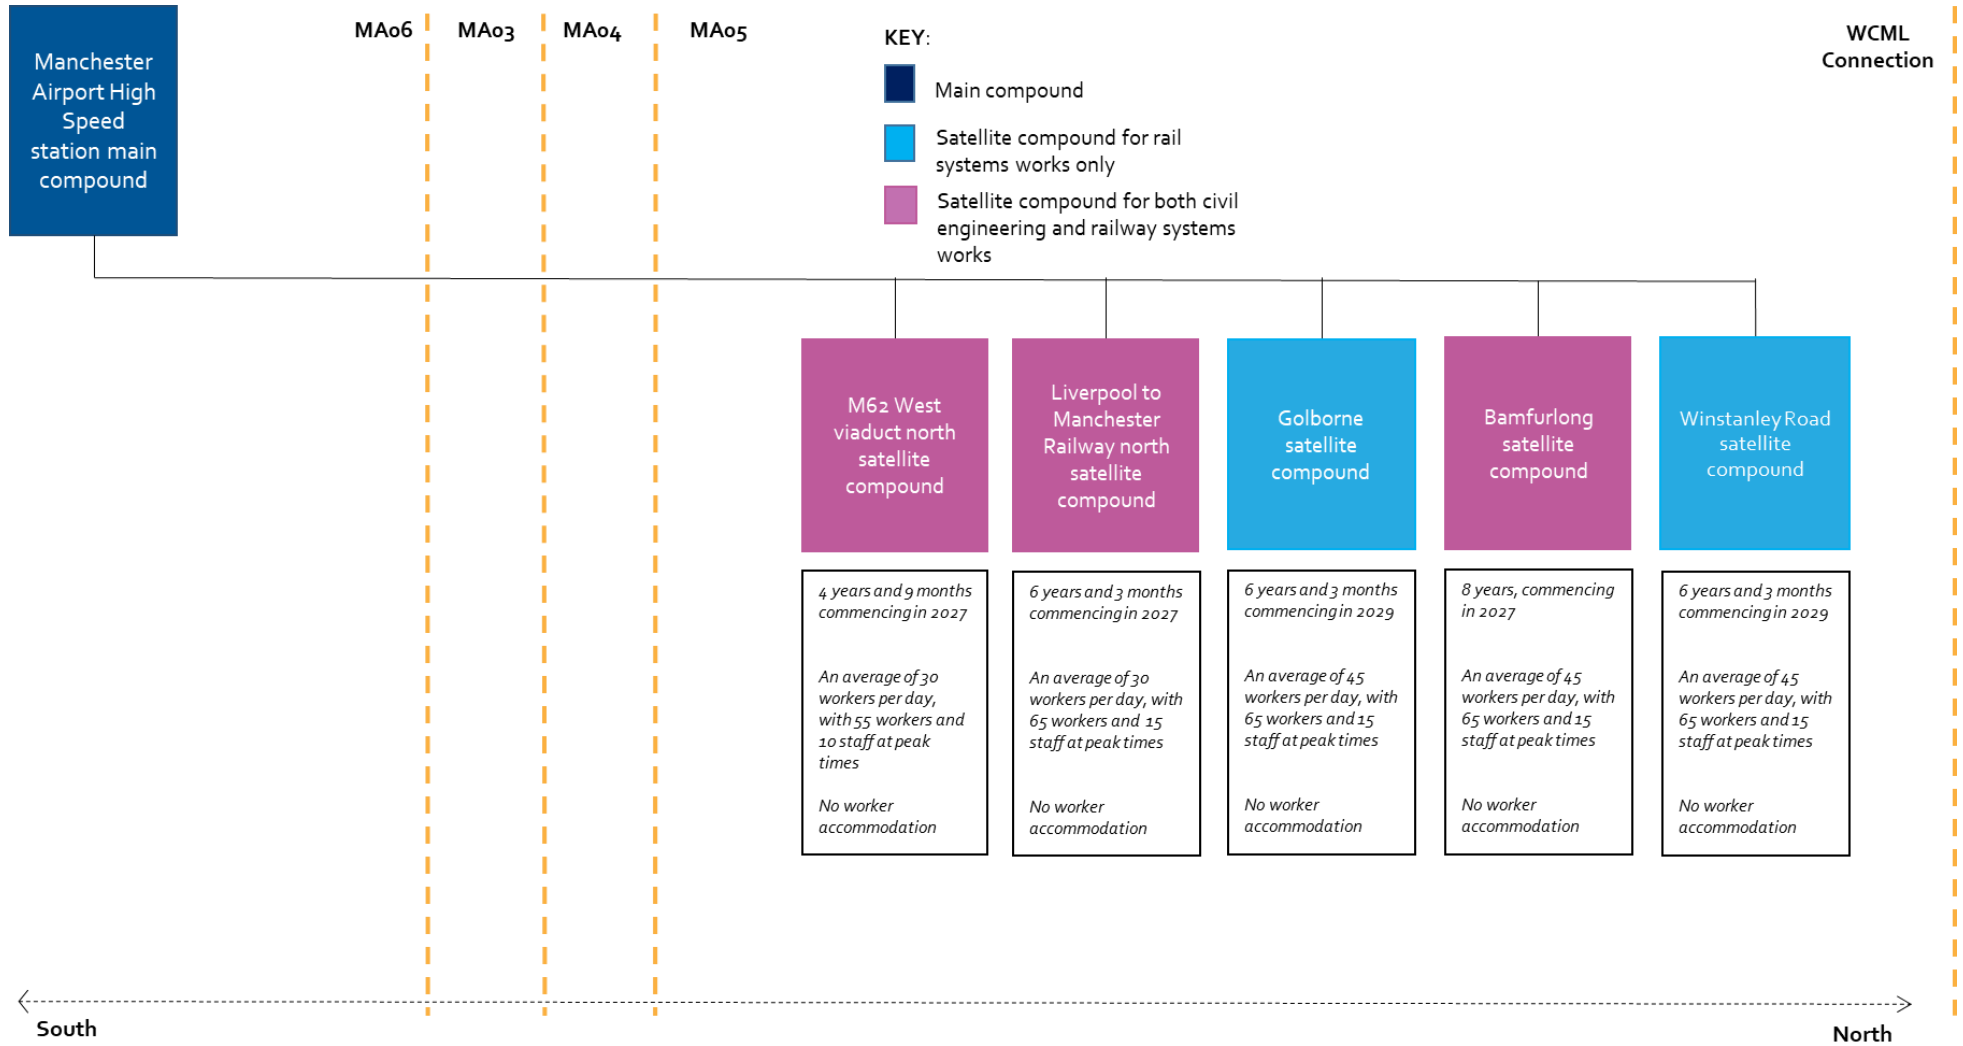 Manchester
Airport High
Speed
station main
compound
MA06
MA03
MA04
MA05
KEY:
Main compound
Satellite compound for rail
systems works only
Satellite compound for both civil
engineering and railway systems
works
WCML
Connection
M62 West
viaduct north
satellite
compound
Liverpool to
Manchester
Railway north
satellite
compound
Golborne
satellite
compound
Bamfurlong
satellite
compound
Winstanley Road
satellite
compound
4 years and 9 months
commencing in 2027
An average of 30
workers per day,
with 55 workers and
10 staff at peak
times
No worker
accommodation
6 years and 3 months
commencing in 2027
An average of 30
workers per day, with
65 workers and 15
staff at peak times
No worker
accommodation
6 years and 3 months
commencing in 2029
An average of 45
workers per day, with
65 workers and 15
staff at peak times
No worker
accommodation
8 years, commencing
in 2027
An average of 45
workers per day, with
65 workers and 15
staff at peak times
No worker
accommodation
6 years and 3 months
commencing in 2029
An average of 45
workers per day, with
65 workers and 15
staff at peak times
No worker
accommodation
South
North